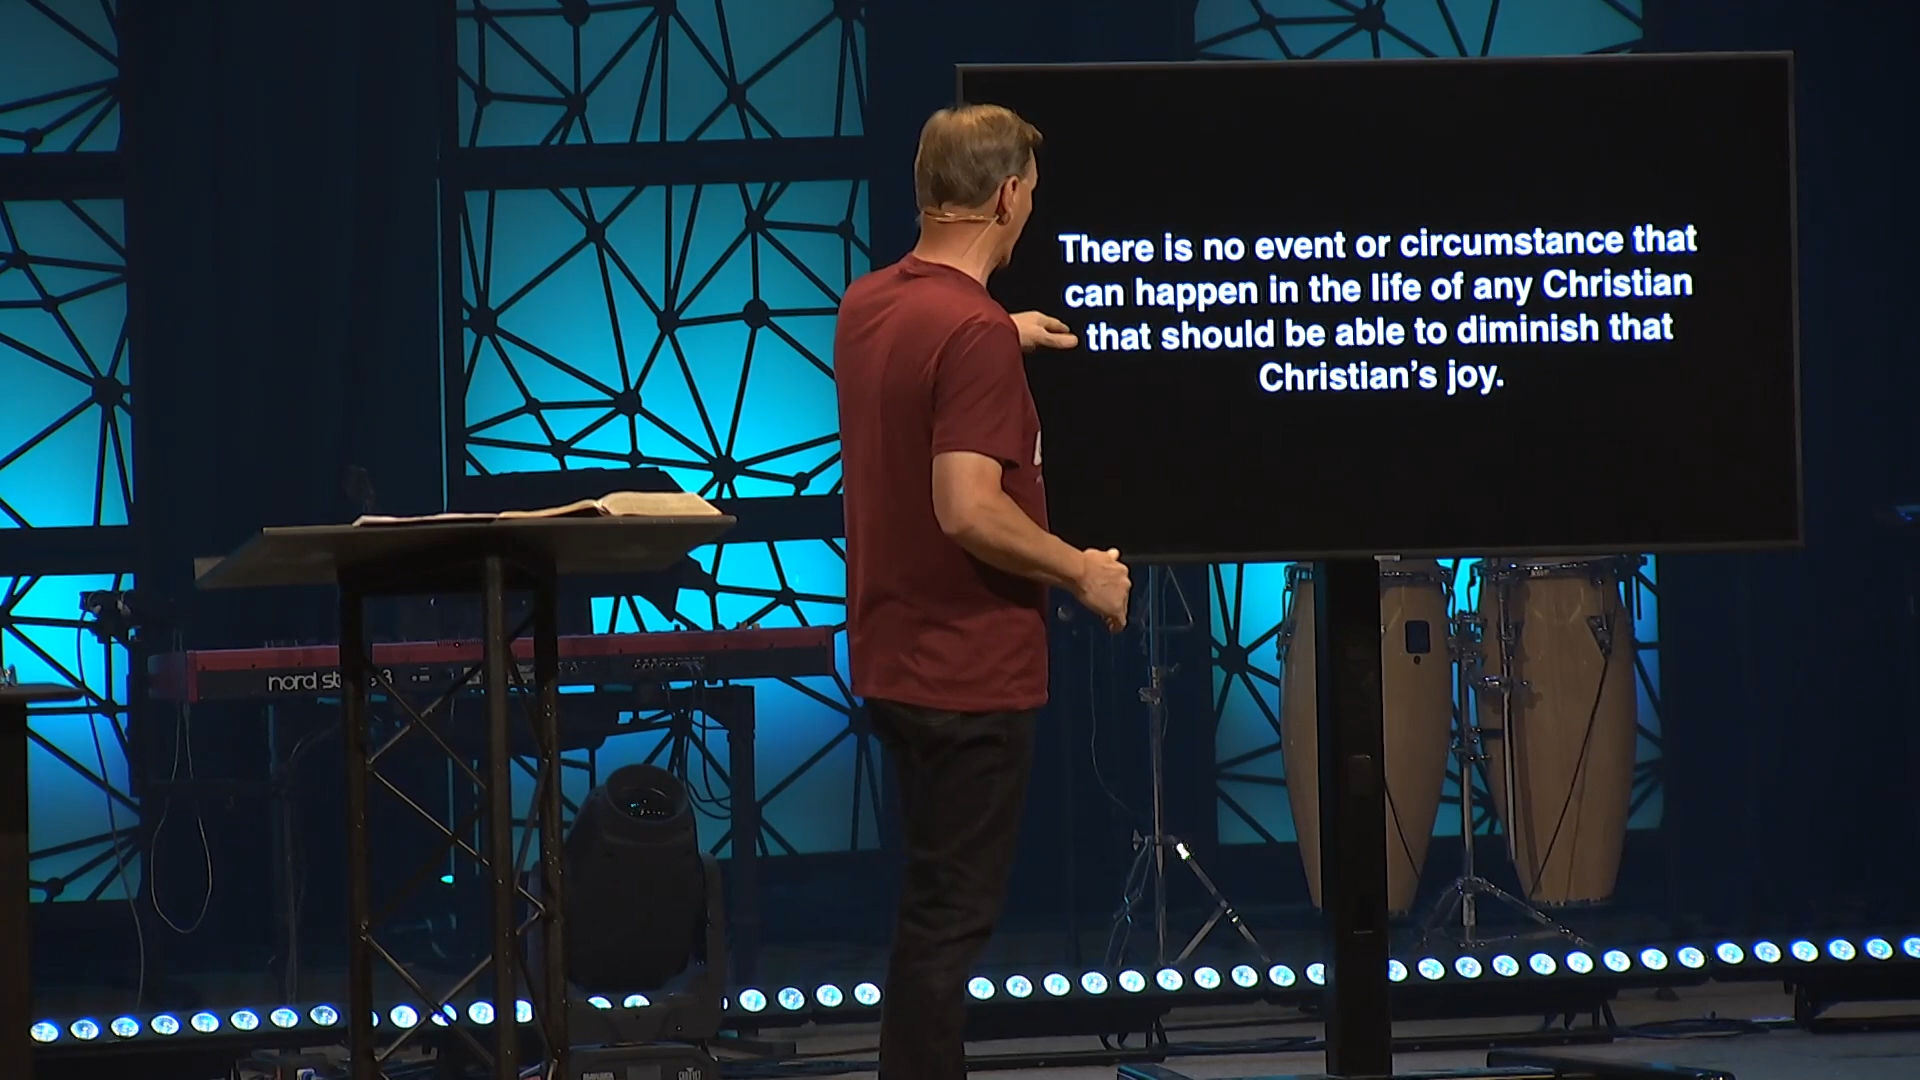 There is no event or circumstance that
can happen in the life of any Christian
that should be able to diminish that
Christian's joy.
nord
3